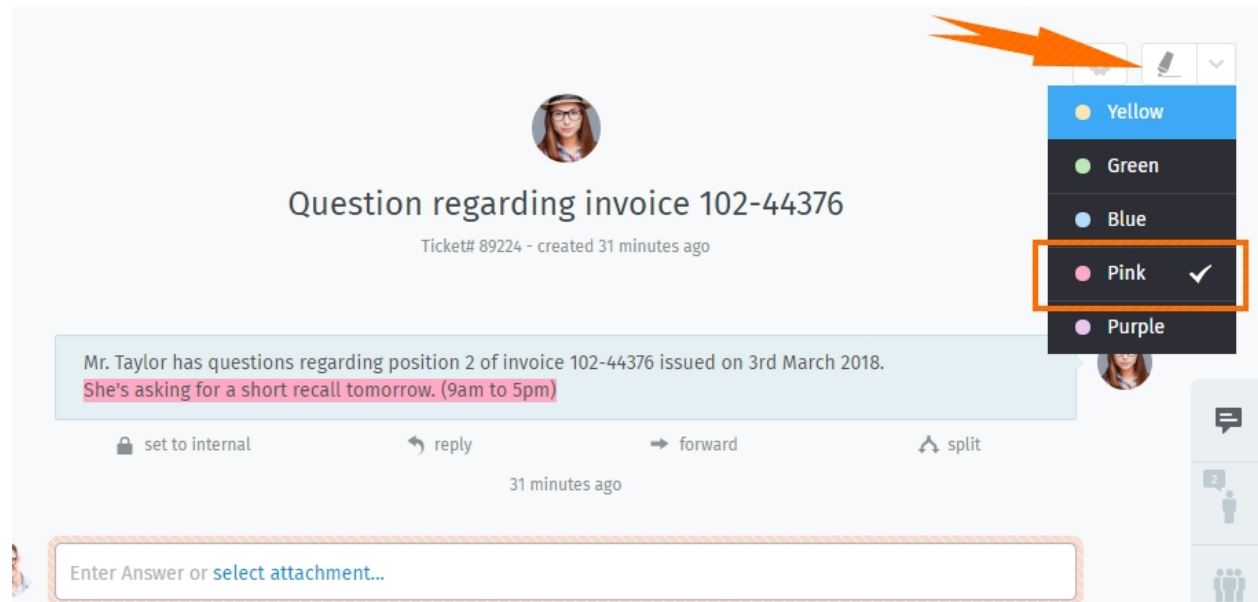 Yellow
Green
Blue
Pink
Purple
Question regarding invoice 102-44376
Ticket# 89224 - created 31 minutes ago
Mr. Taylor has questions regarding position 2 of invoice 102-44376 issued on 3rd March 2018.
She's asking for a short recall tomorrow. (9am to 5pm)
set to internal reply forward split
31 minutes ago
2
Enter Answer or select attachment...